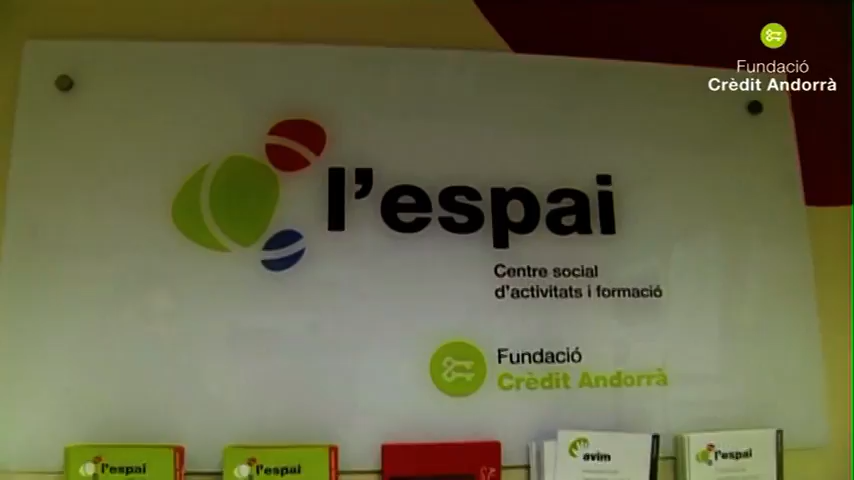 Fundació
Crèdit Andorrà
l'espai
Centre social
d'activitats i formació
Fundació
Crèdit Andorrà
l'espai
l'espai
avim
l'espai